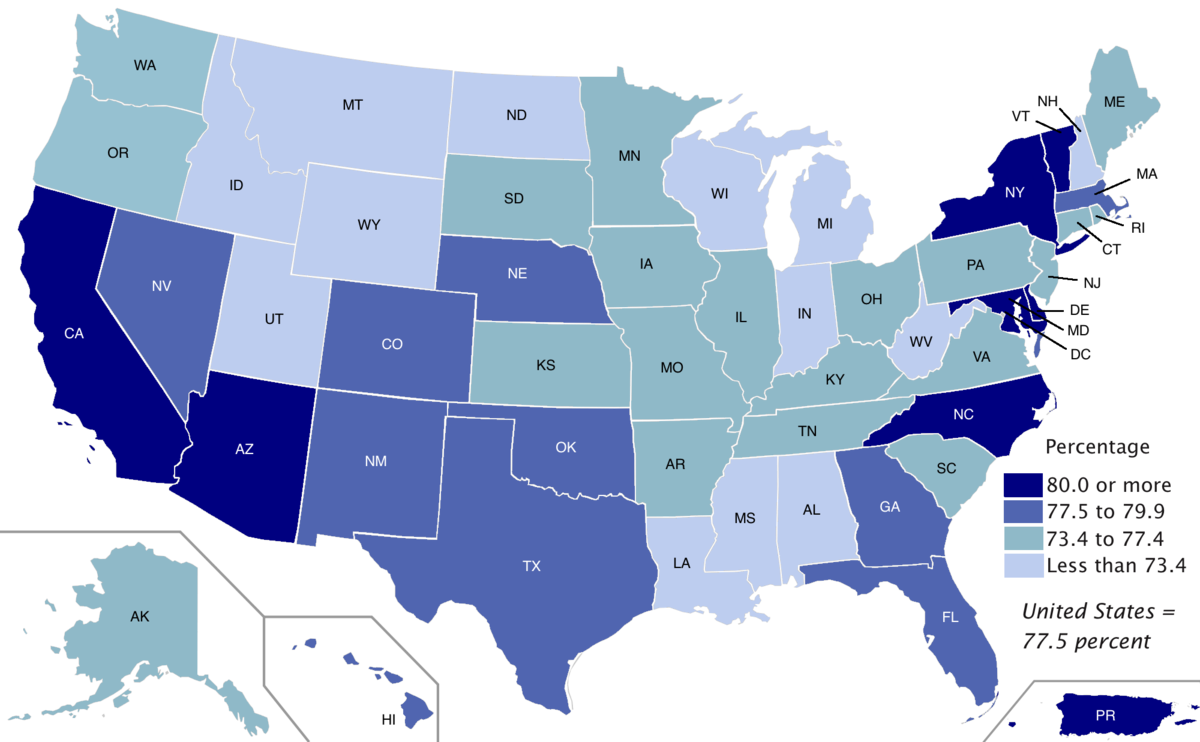 WA
OR
CA
NV
ID
MT
WY
UT
AZ
CO
NM
ND
SD
NE
KS
OK
TX
MN
IA
MO
AR
LA
WI
IL
MI
IN
OH
KY
TN
MS
AL
GA
FL
SC
NC
VA
WV
PA
NY
VT
NH
ME
MA
RI
CT
NJ
DE
MD
DC
AK
HI
PR
Percentage
80.0 or more
77.5 to 79.9
73.4 to 77.4
Less than 73.4
United States =
77.5 percent